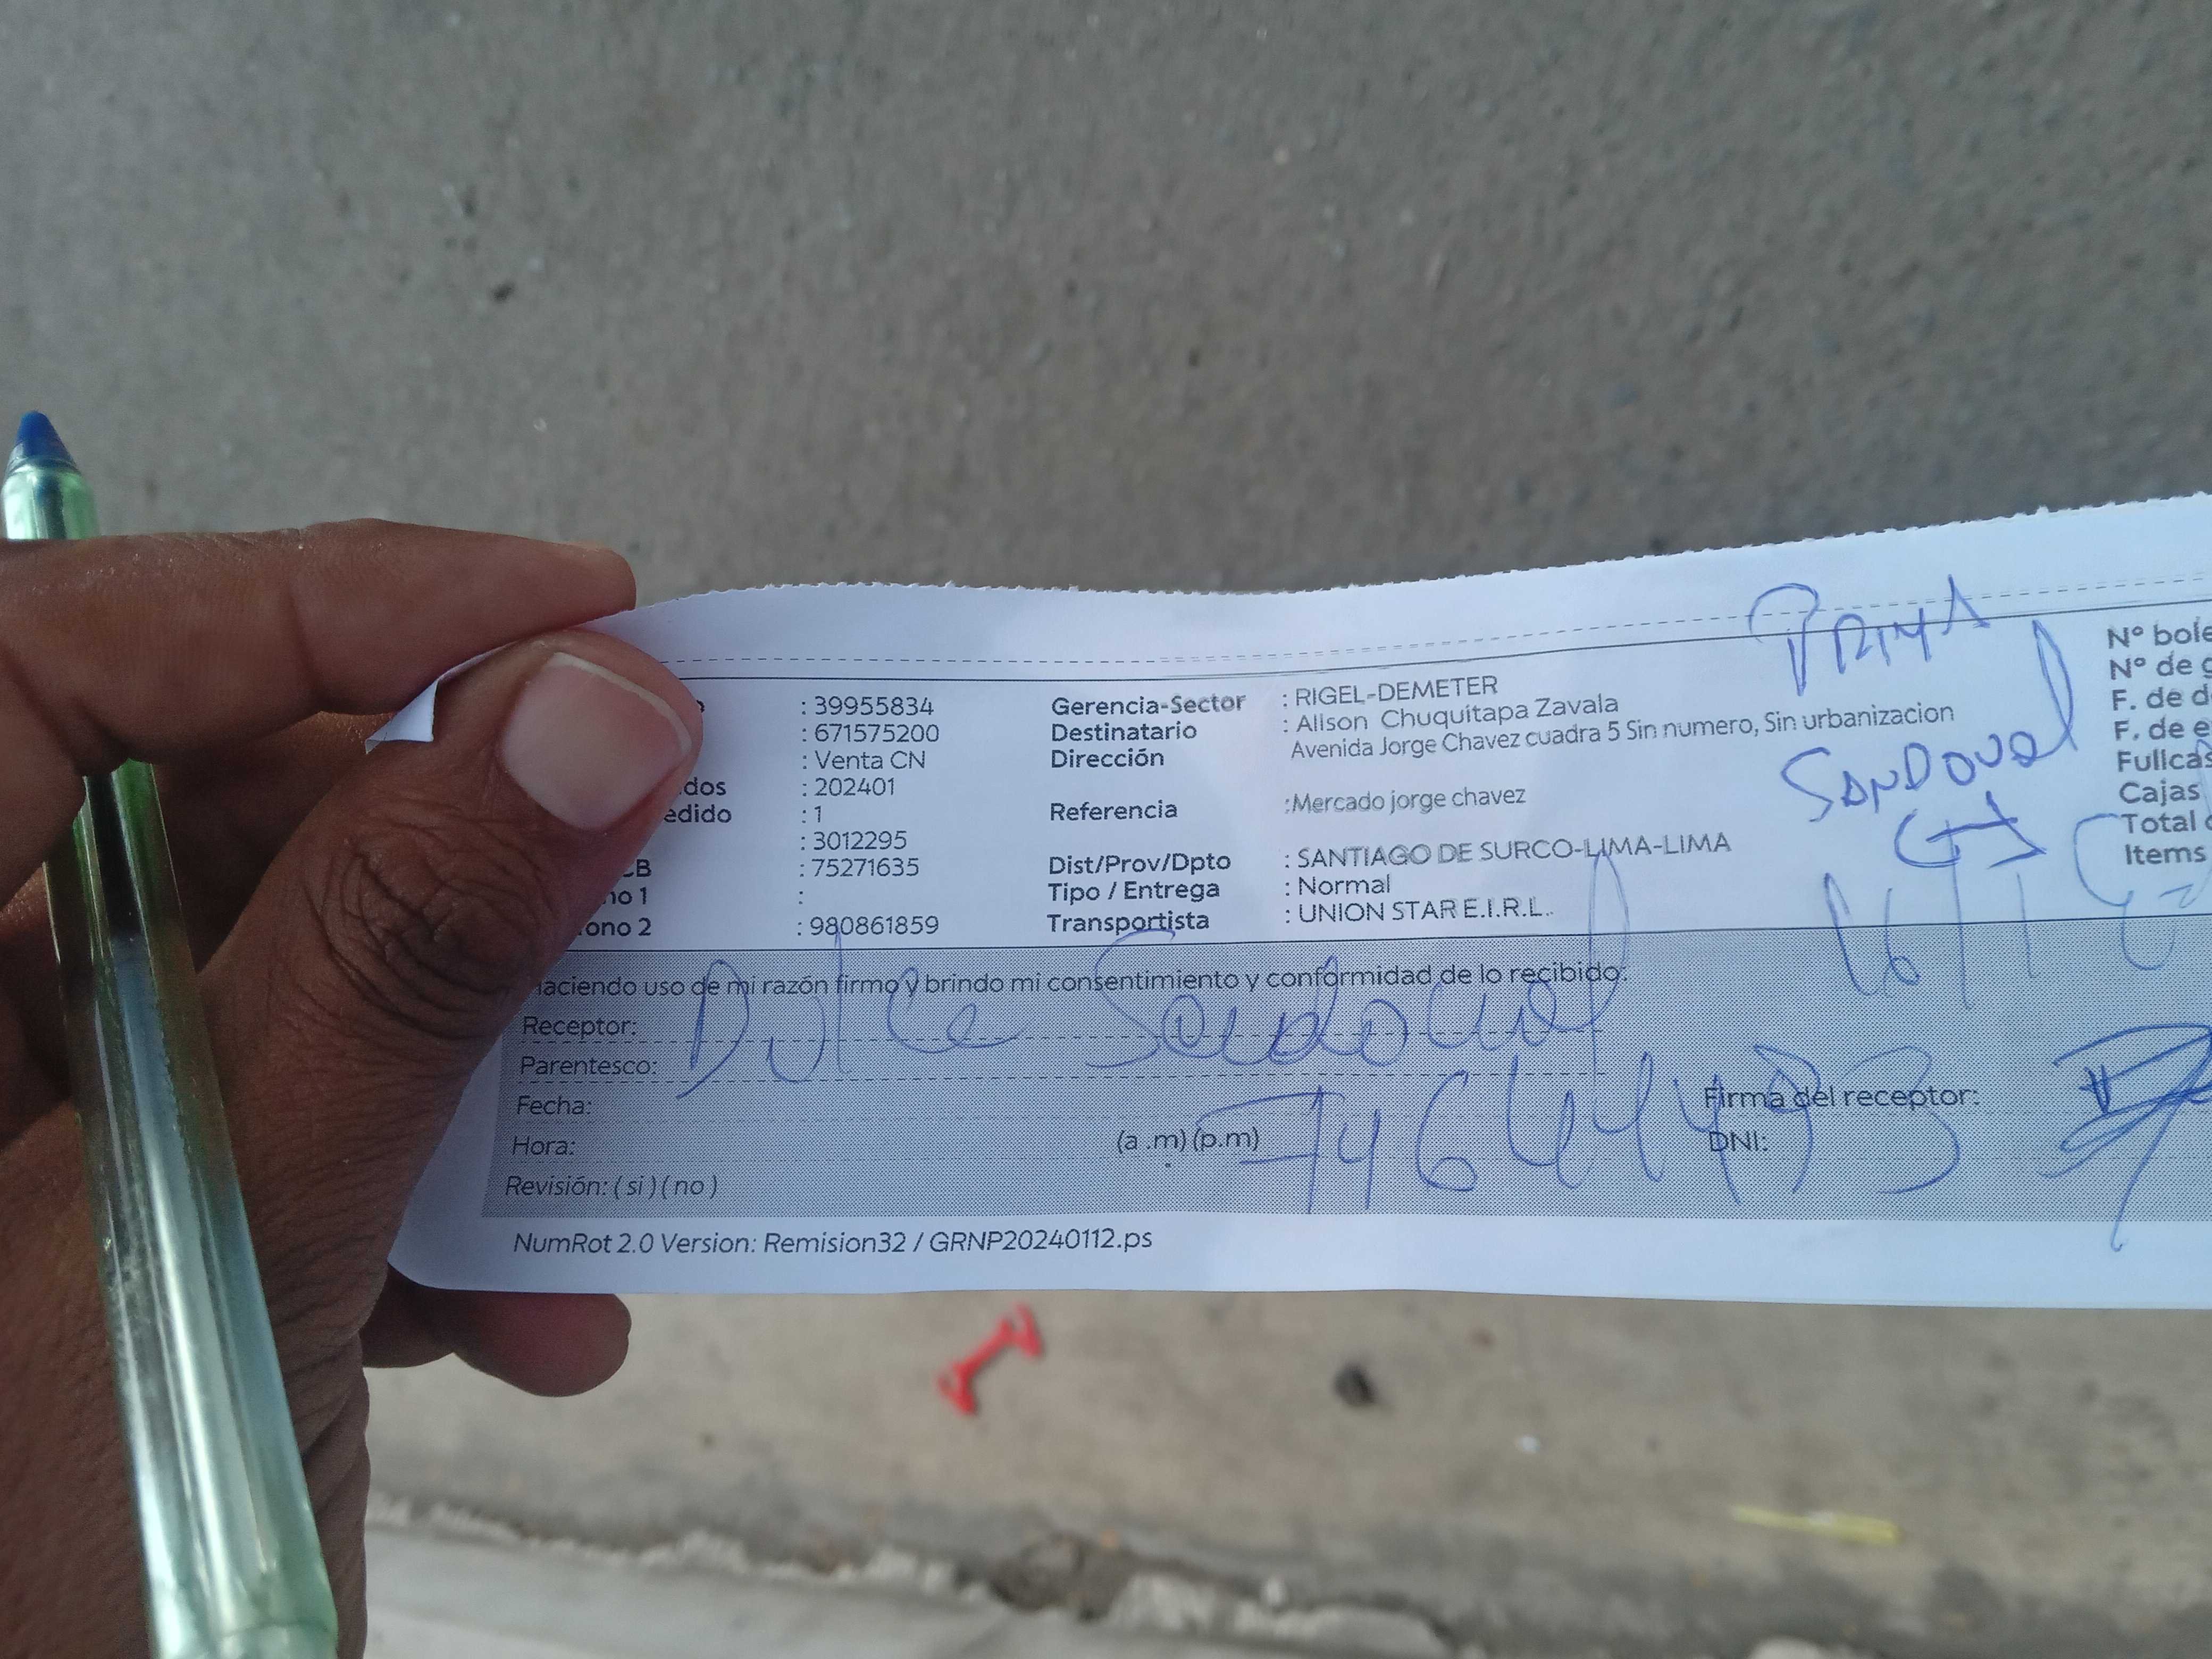 : 39955834
: 671575200
: Venta CN
dos : 202401
edido : 1
: 3012295
CB : 75271635
no 1 :
ono 2 : 980861859
Gerencia-Sector : RIGEL-DEMETER
Destinatario : Alison Chuquitapa Zavala
Dirección Avenida Jorge Chavez cuadra 5 Sin numero, Sin urbanizacion
Referencia :Mercado jorge chavez
Dist/Prov/Dpto : SANTIAGO DE SURCO-LIMA-LIMA
Tipo / Entrega : Normal
Transportista : UNION STAR E.I.R.L.
PRIMA
SANDOVAL
Nº bole
Nº de g
F. de d
F. de e
Fullcas
Cajas
Total
Items
Haciendo uso de mi razón firmo y brindo mi consentimiento y conformidad de lo recibido:
Receptor: Dulce Sandoval
Parentesco:
Fecha:
Hora: (a .m) (p.m)
Revisión: ( si ) ( no )
Firma del receptor:
DNI:
NumRot 2.0 Version: Remision32 / GRNP20240112.ps